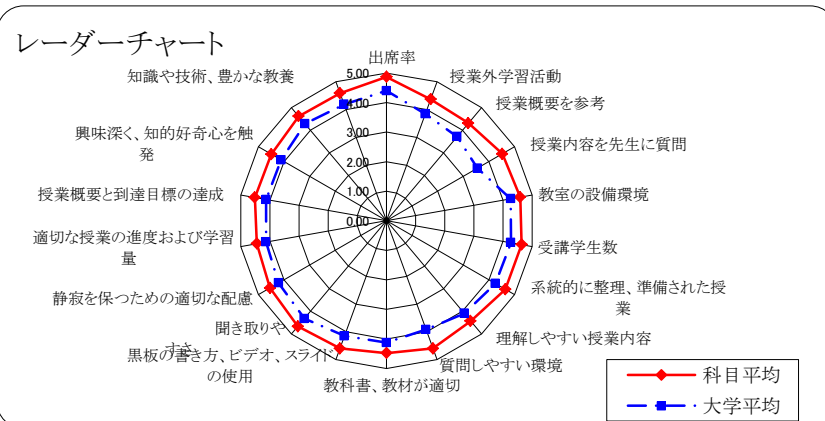 レーダーチャート
出席率
授業外学習活動
授業概要を参考
授業内容を先生に質問
教室の設備環境
受講学生数
系統的に整理、準備された授
業
理解しやすい授業内容
質問しやすい環境
教科書、教材が適切
黒板の書き方、ビデオ、スライド
の使用
聞き取りや
すさ
静寂を保つための適切な配慮
適切な授業の進度および学習
量
授業概要と到達目標の達成
興味深く、知的好奇心を触
発
知識や技術、豊かな教養
5.00
4.00
3.00
2.00
1.00
0.00
科目平均
大学平均